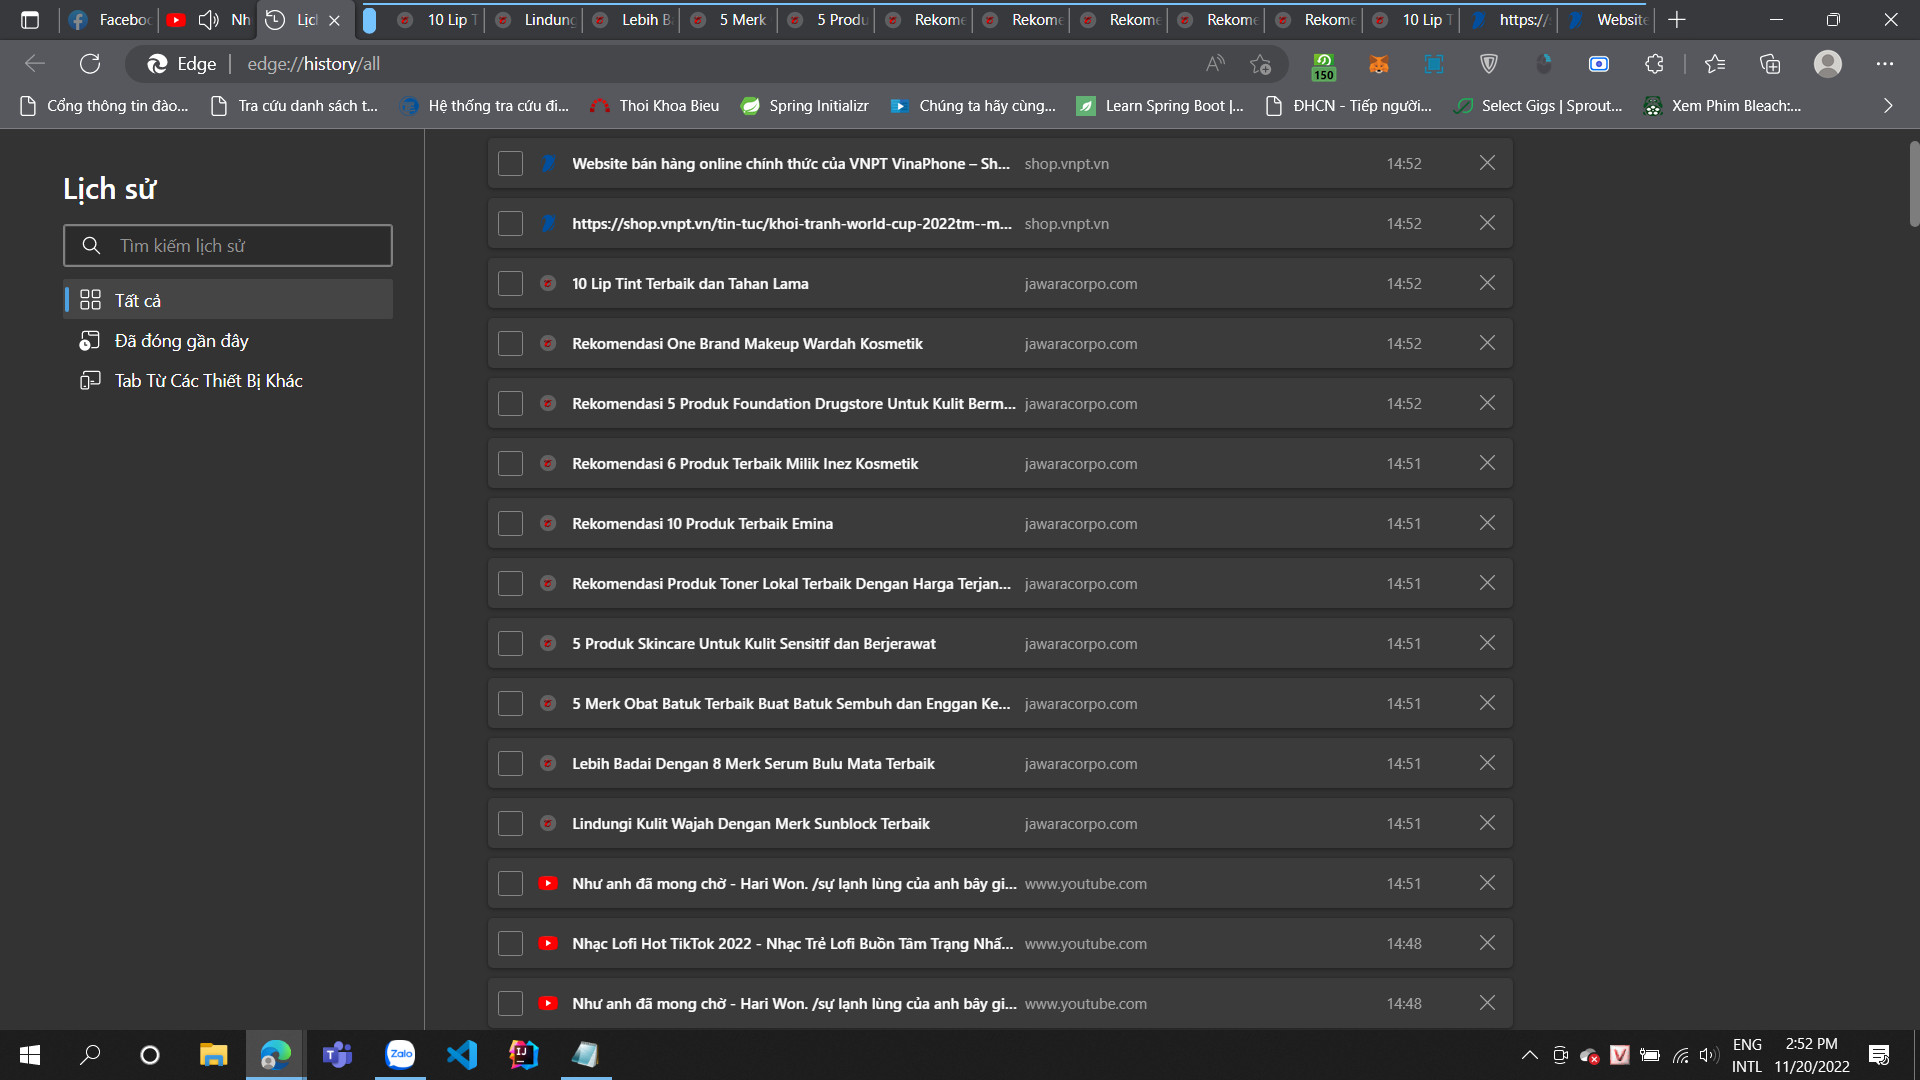 Faceboo
Nh
Lịc
10 Lip T
Lindung
Lebih B
5 Merk
5 Produ
Rekome
Rekome
Rekome
Rekome
Rekome
10 Lip T
https://s
Website
Edge
edge://history/all
150
Cổng thông tin đào...
Tra cứu danh sách t...
Hệ thống tra cứu đi...
Thoi Khoa Bieu
Spring Initializr
Chúng ta hãy cùng...
Learn Spring Boot |...
ĐHCN - Tiếp người...
Select Gigs | Sprout...
Xem Phim Bleach:...
Lịch sử
Tìm kiếm lịch sử
Tất cả
Đã đóng gần đây
Tab Từ Các Thiết Bị Khác
Website bán hàng online chính thức của VNPT VinaPhone – Sh... shop.vnpt.vn 14:52
https://shop.vnpt.vn/tin-tuc/khoi-tranh-world-cup-2022tm--m... shop.vnpt.vn 14:52
10 Lip Tint Terbaik dan Tahan Lama jawaracorpo.com 14:52
Rekomendasi One Brand Makeup Wardah Kosmetik jawaracorpo.com 14:52
Rekomendasi 5 Produk Foundation Drugstore Untuk Kulit Berm... jawaracorpo.com 14:52
Rekomendasi 6 Produk Terbaik Milik Inez Kosmetik jawaracorpo.com 14:51
Rekomendasi 10 Produk Terbaik Emina jawaracorpo.com 14:51
Rekomendasi Produk Toner Lokal Terbaik Dengan Harga Terjan... jawaracorpo.com 14:51
5 Produk Skincare Untuk Kulit Sensitif dan Berjerawat jawaracorpo.com 14:51
5 Merk Obat Batuk Terbaik Buat Batuk Sembuh dan Enggan Ke... jawaracorpo.com 14:51
Lebih Badai Dengan 8 Merk Serum Bulu Mata Terbaik jawaracorpo.com 14:51
Lindungi Kulit Wajah Dengan Merk Sunblock Terbaik jawaracorpo.com 14:51
Như anh đã mong chờ - Hari Won. /sự lạnh lùng của anh bây gi... www.youtube.com 14:51
Nhạc Lofi Hot TikTok 2022 - Nhạc Trẻ Lofi Buồn Tâm Trạng Nhấ... www.youtube.com 14:48
Như anh đã mong chờ - Hari Won. /sự lạnh lùng của anh bây gi... www.youtube.com 14:48
Zalo
ENG
INTL
2:52 PM
11/20/2022